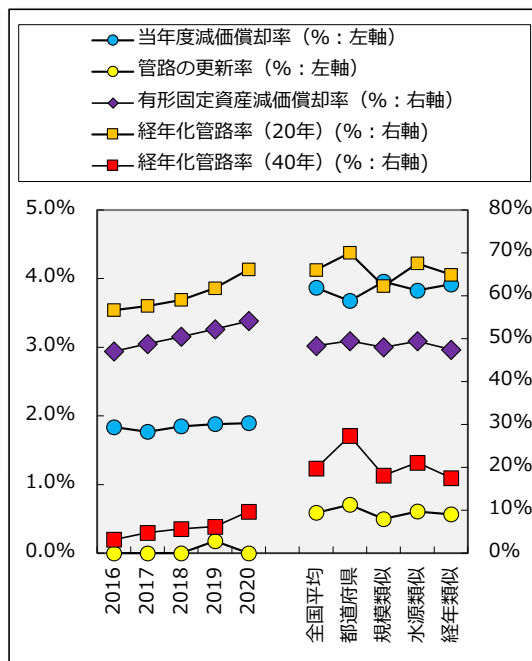 当年度減価償却率（%：左軸）
管路の更新率（%：左軸）
有形固定資産減価償却率（%：右軸）
経年化管路率（20年）(%：右軸)
経年化管路率（40年）(%：右軸)
5.0%
4.0%
3.0%
2.0%
1.0%
0.0%
80%
70%
60%
50%
40%
30%
20%
10%
0%
2016
2017
2018
2019
2020
全国平均
都道府県
規模類似
水源類似
経年類似